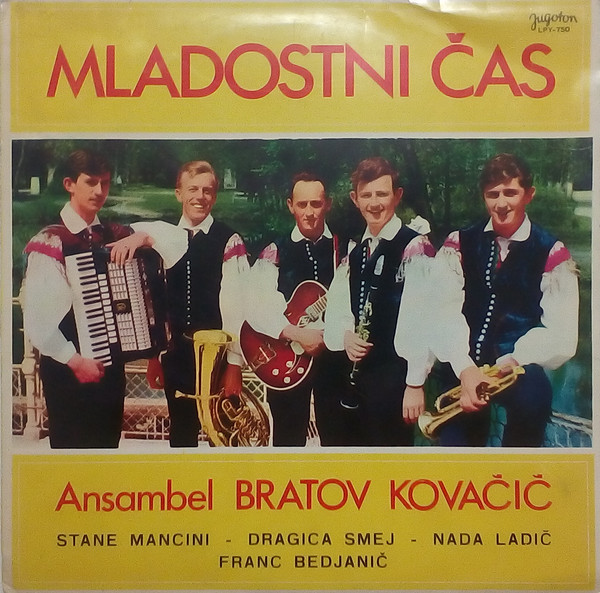 Jugoton
LPY-750
MLADOSTNI ČAS
Ansambel BRATOV KOVAČIČ
STANE MANCINI - DRAGICA SMEJ - NADA LADIČ
FRANC BEDJANIČ